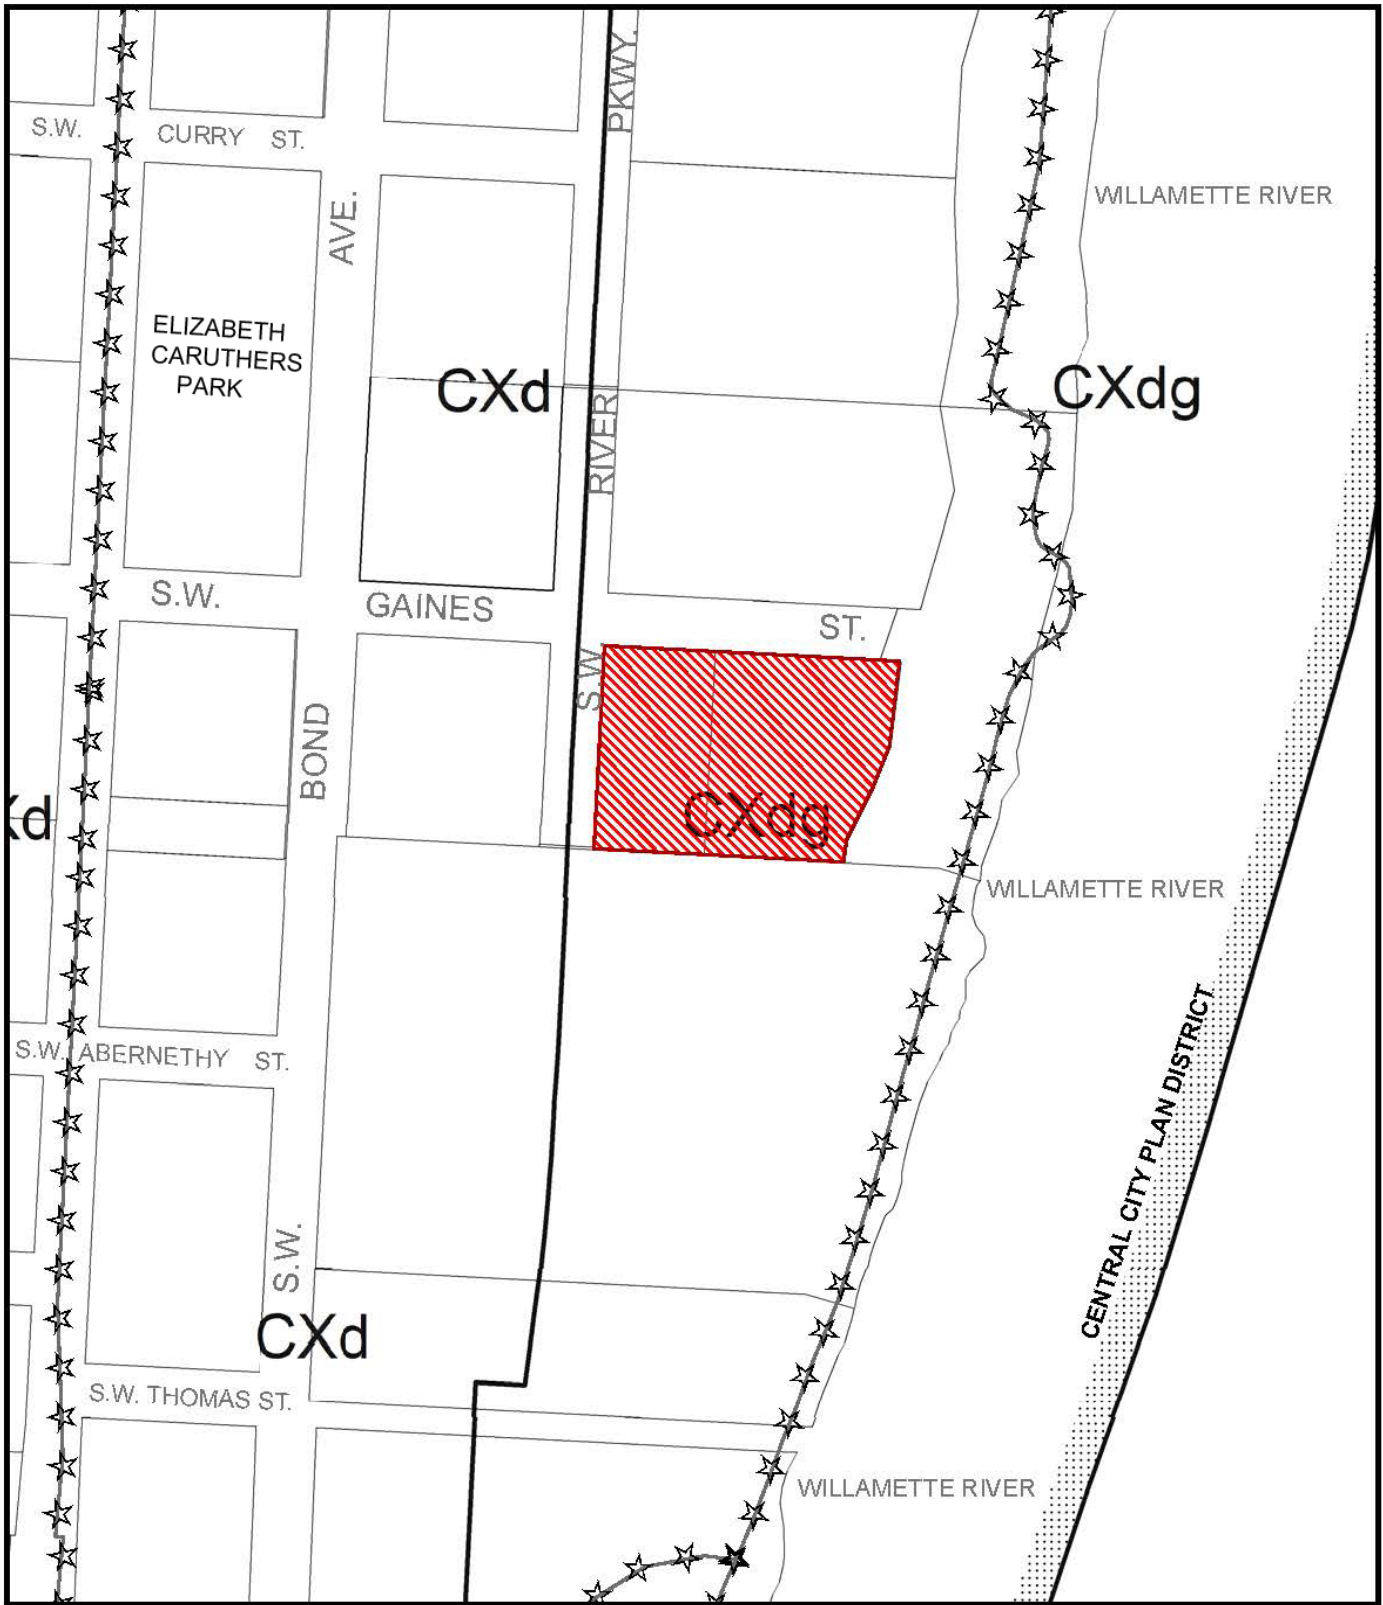 PKWY.
S.W. CURRY ST.
WILLAMETTE RIVER
AVE.
ELIZABETH
CARUTHERS
PARK
CXd
CXdg
RIVER
S.W. GAINES ST.
S.W.
BOND
CXdg
Xd
WILLAMETTE RIVER
S.W. ABERNETHY ST.
CENTRAL CITY PLAN DISTRICT
S.W.
CXd
S.W. THOMAS ST.
WILLAMETTE RIVER